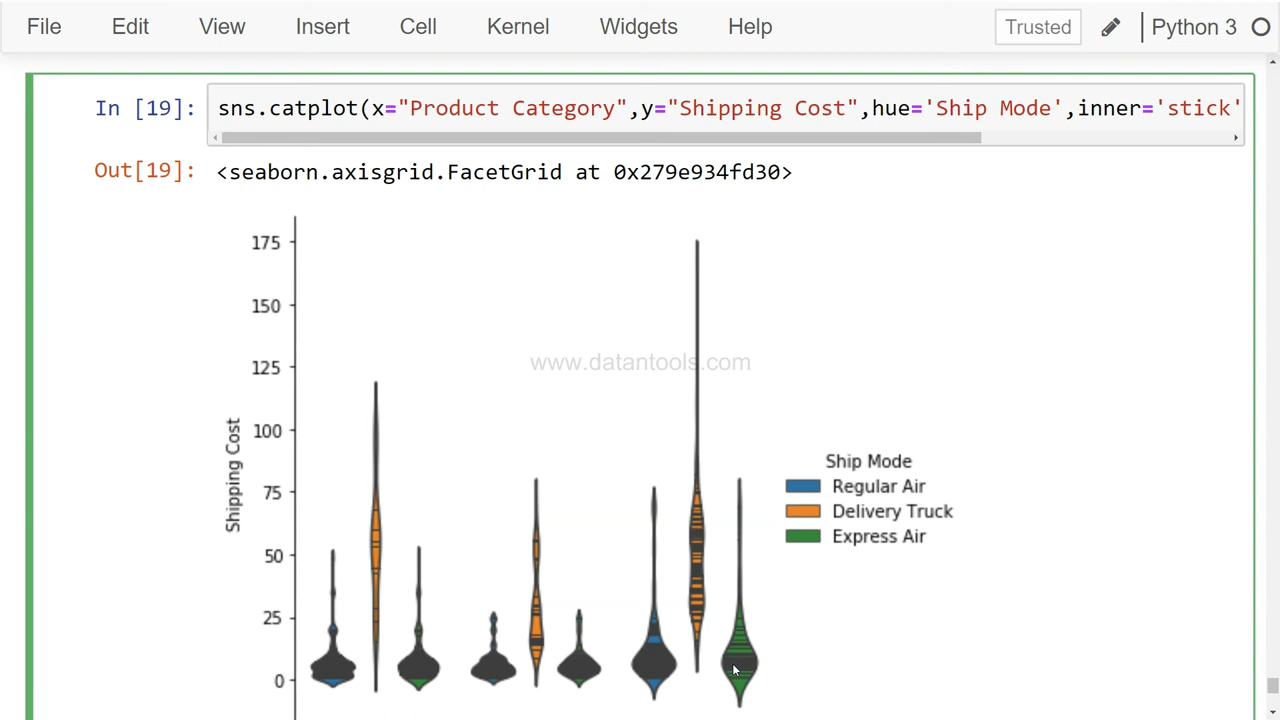 File Edit View Insert Cell Kernel Widgets Help Trusted Python 3
In [19]: sns.catplot(x="Product Category",y="Shipping Cost",hue='Ship Mode',inner='stick'
Out[19]: <seaborn.axisgrid.FacetGrid at 0x279e934fd30>
175
150
www.datantools.com
125
100
Shipping Cost
75
50
25
0
Ship Mode
Regular Air
Delivery Truck
Express Air